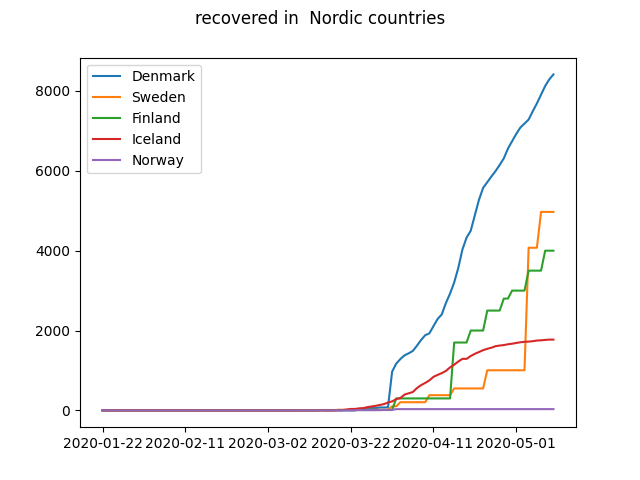 recovered in  Nordic countries
Denmark
Sweden
Finland
Iceland
Norway
8000
6000
4000
2000
0
2020-01-22 2020-02-11 2020-03-02 2020-03-22 2020-04-11 2020-05-01